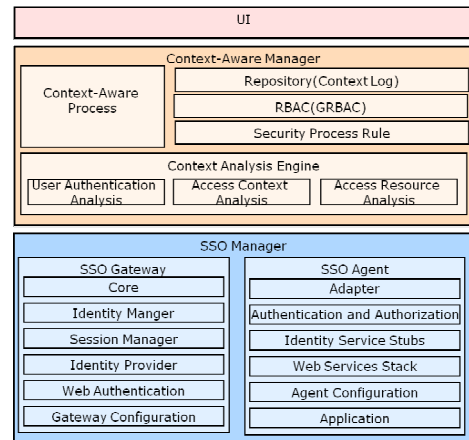 UI
Context-Aware Manager
Context-Aware
Process
Repository(Context Log)
RBAC(GRBAC)
Security Process Rule
Context Analysis Engine
User Authentication
Analysis
Access Context
Analysis
Access Resource
Analysis
SSO Manager
SSO Gateway
Core
Identity Manger
Session Manager
Identity Provider
Web Authentication
Gateway Configuration
SSO Agent
Adapter
Authentication and Authorization
Identity Service Stubs
Web Services Stack
Agent Configuration
Application